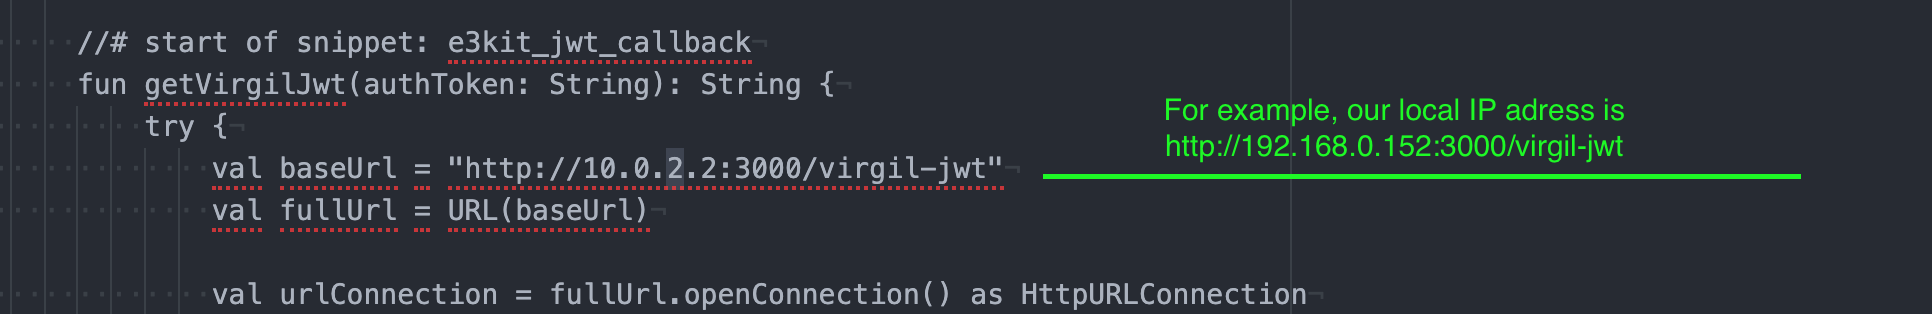 //# start of snippet: e3kit_jwt_callback
fun getVirgilJwt(authToken: String): String {
try {
For example, our local IP adress is
http://192.168.0.152:3000/virgil-jwt
val baseUrl = "http://10.0.2.2:3000/virgil-jwt"
val fullUrl = URL(baseUrl)
val urlConnection = fullUrl.openConnection() as HttpURLConnection